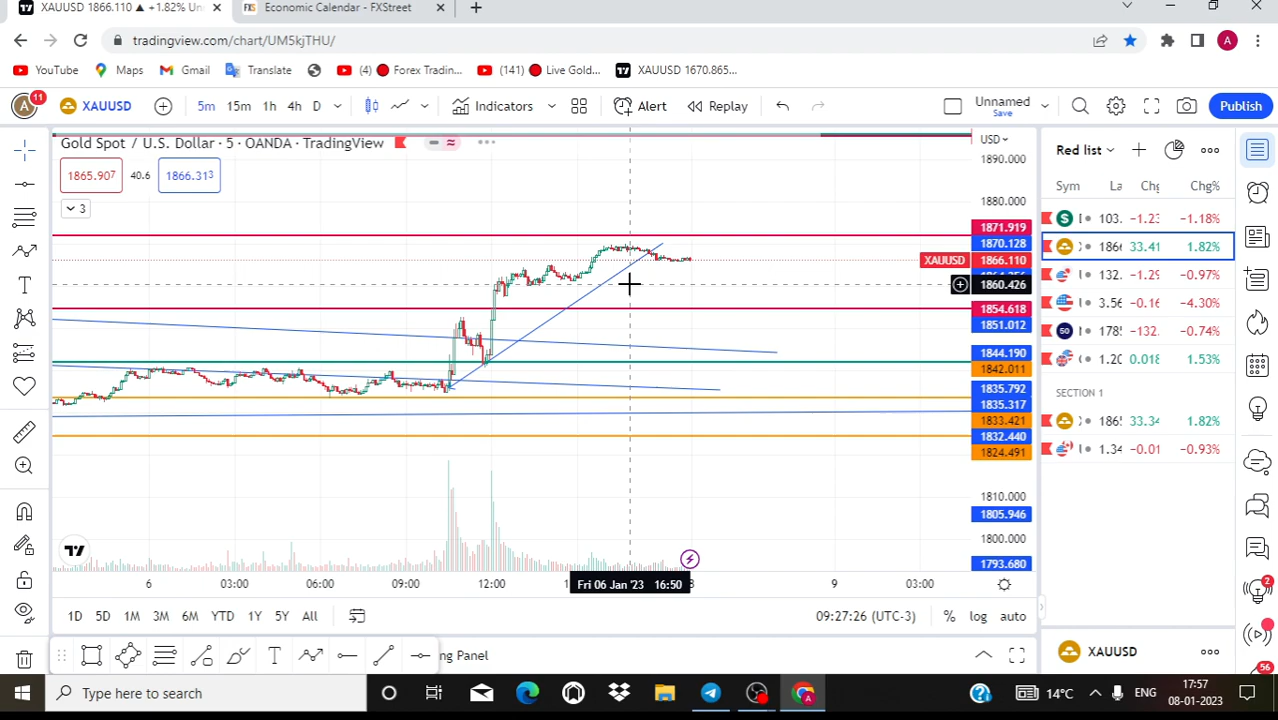 XAUUSD 1866.110 ▲ +1.82% Un
Economic Calendar - FXStreet
tradingview.com/chart/UM5kjTHU/
A
YouTube
Maps
Gmail
Translate
(4) 🔴 Forex Tradin...
(141) 🔴 Live Gold...
XAUUSD 1670.865...
A
11
XAUUSD
5m 15m 1h 4h D
Indicators
Alert
Replay
Unnamed
Save
Publish
Gold Spot / U.S. Dollar · 5 · OANDA · TradingView
1865.907
40.6
1866.313
3
USD
1890.000
1880.000
1871.919
1870.128
XAUUSD 1866.110
1860.426
1854.618
1851.012
1844.190
1842.011
1835.792
1835.317
1833.421
1832.440
1824.491
1810.000
1805.946
1800.000
1793.680
Red list
Sym La Chg Chg%
103. −1.23 −1.18%
1866 33.41 1.82%
132. −1.29 −0.97%
3.56 −0.16 −4.30%
50 1785 −132. −0.74%
1.20 0.018 1.53%
SECTION 1
1865 33.34 1.82%
1.34 −0.01 −0.93%
6 03:00 06:00 09:00 12:00
Fri 06 Jan '23 16:50
9 03:00
1D 5D 1M 3M 6M YTD 1Y 5Y All
09:27:26 (UTC-3)
% log auto
T
ng Panel
XAUUSD
2
56
Type here to search
14°C
ENG
17:57
08-01-2023